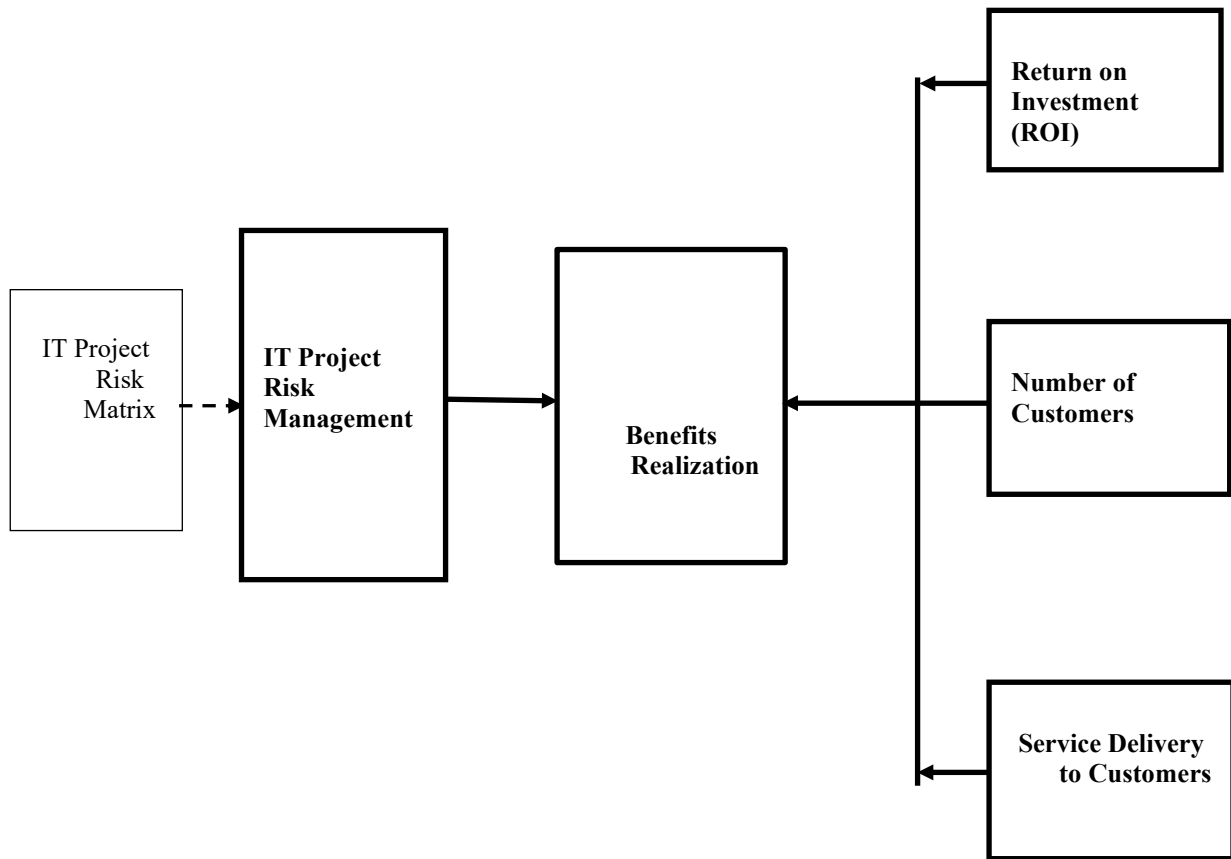 IT Project
Risk
Matrix
IT Project
Risk
Management
Benefits
Realization
Return on
Investment
(ROI)
Number of
Customers
Service Delivery
to Customers